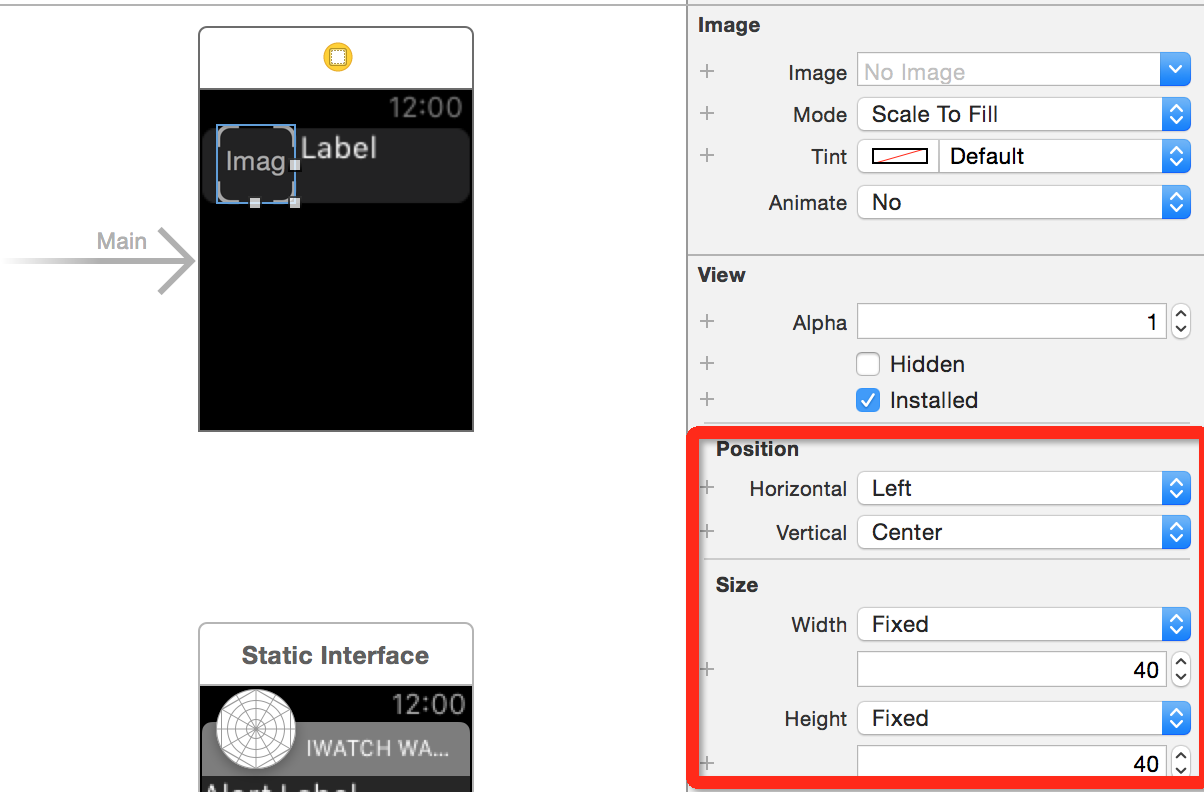 12:00
Imag
Label
Main
Static Interface
12:00
IWATCH WA...
Alert Label
Image
Image No Image
Mode Scale To Fill
Tint Default
Animate No
View
Alpha 1
Hidden
Installed
Position
Horizontal Left
Vertical Center
Size
Width Fixed
40
Height Fixed
40